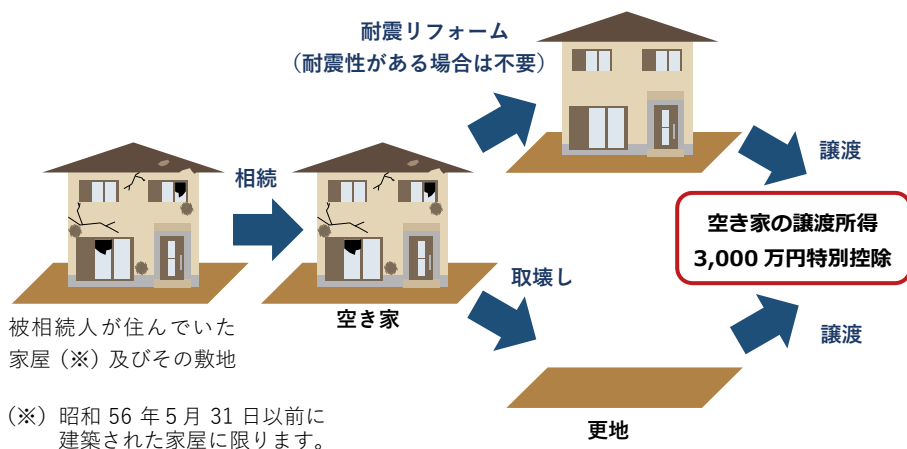 耐震リフォーム
(耐震性がある場合は不要)
相続
譲渡
空き家の譲渡所得
3,000 万円特別控除
取壊し
空き家
譲渡
被相続人が住んでいた
家屋(※)及びその敷地
更地
(※)昭和 56 年5月 31 日以前に
建築された家屋に限ります。